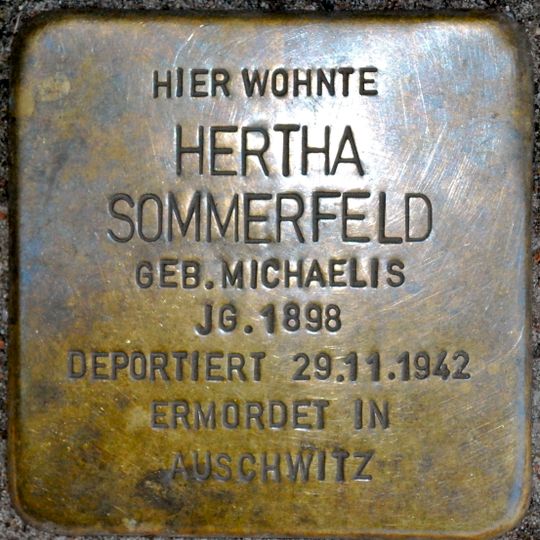 HIER WOHNTE
HERTHA
SOMMERFELD
GEB. MICHAELIS
JG. 1898
DEPORTIERT 29.11.1942
ERMORDET IN
AUSCHWITZ